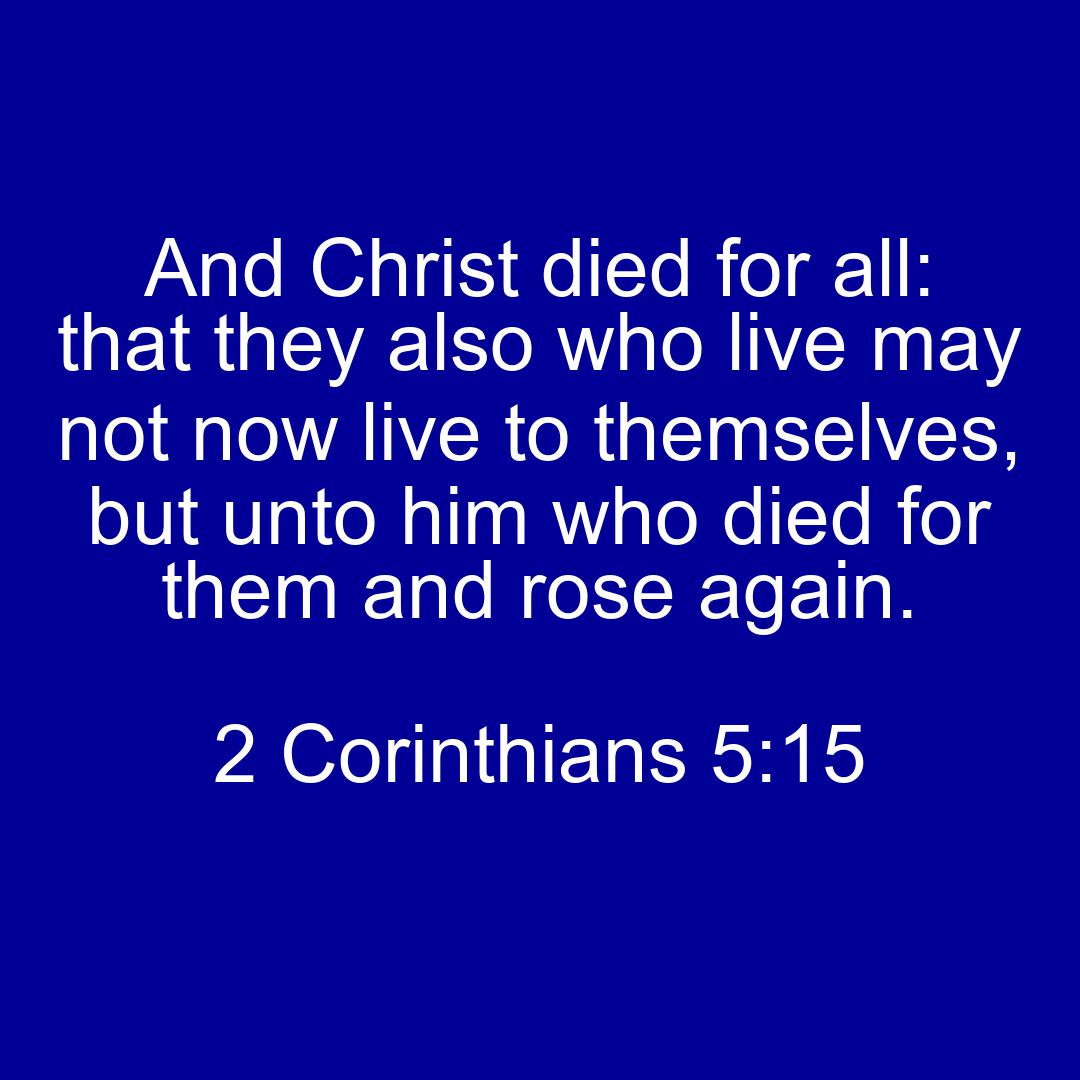 And Christ died for all:
that they also who live may
not now live to themselves,
but unto him who died for
them and rose again.
2 Corinthians 5:15